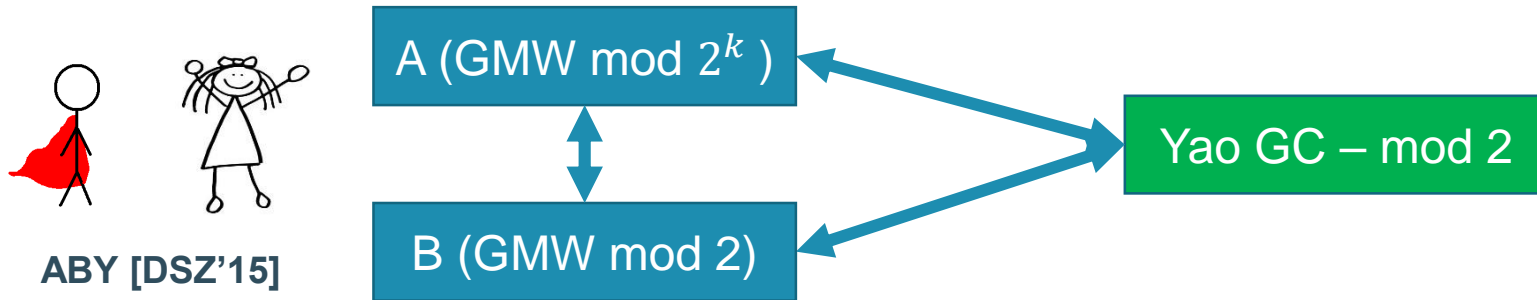 A (GMW mod 2^k )
Yao GC – mod 2
B (GMW mod 2)
ABY [DSZ'15]